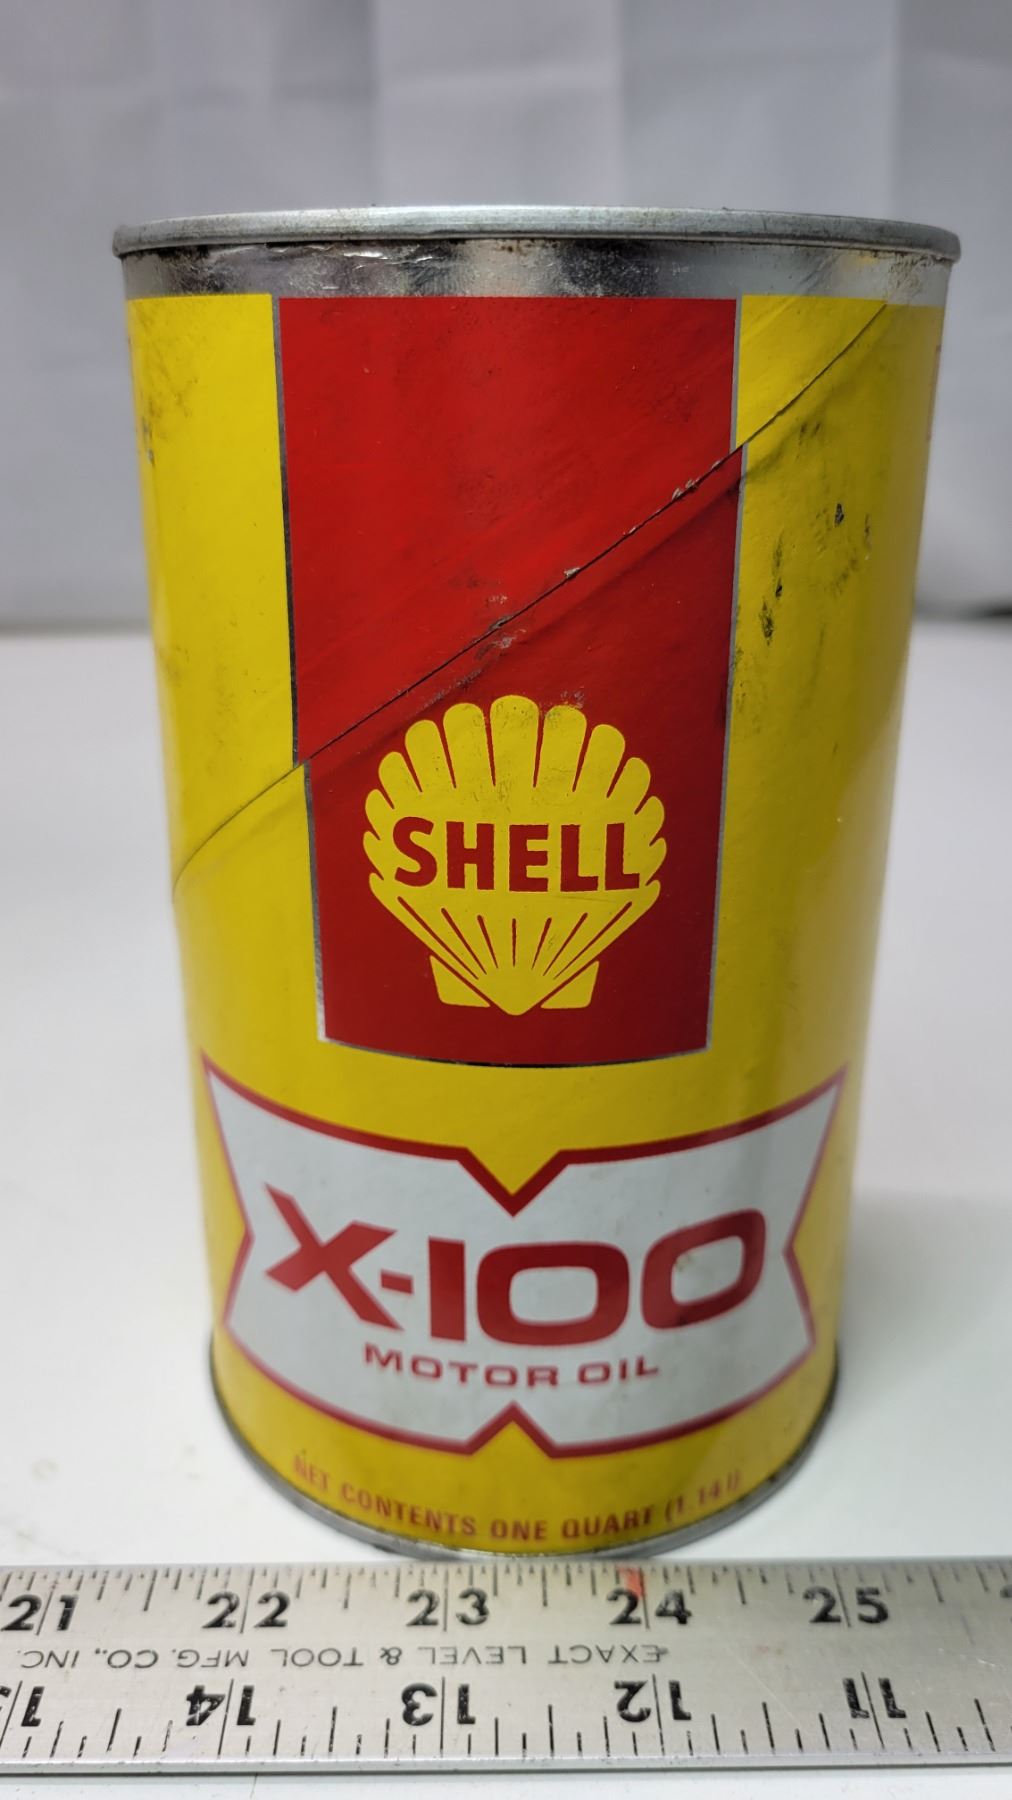 SHELL
X-100
MOTOR OIL
NET CONTENTS ONE QUART (1.14 l)
21 22 23 24 25
EXACT LEVEL & TOOL MFG. CO., INC.
14 13 12 11